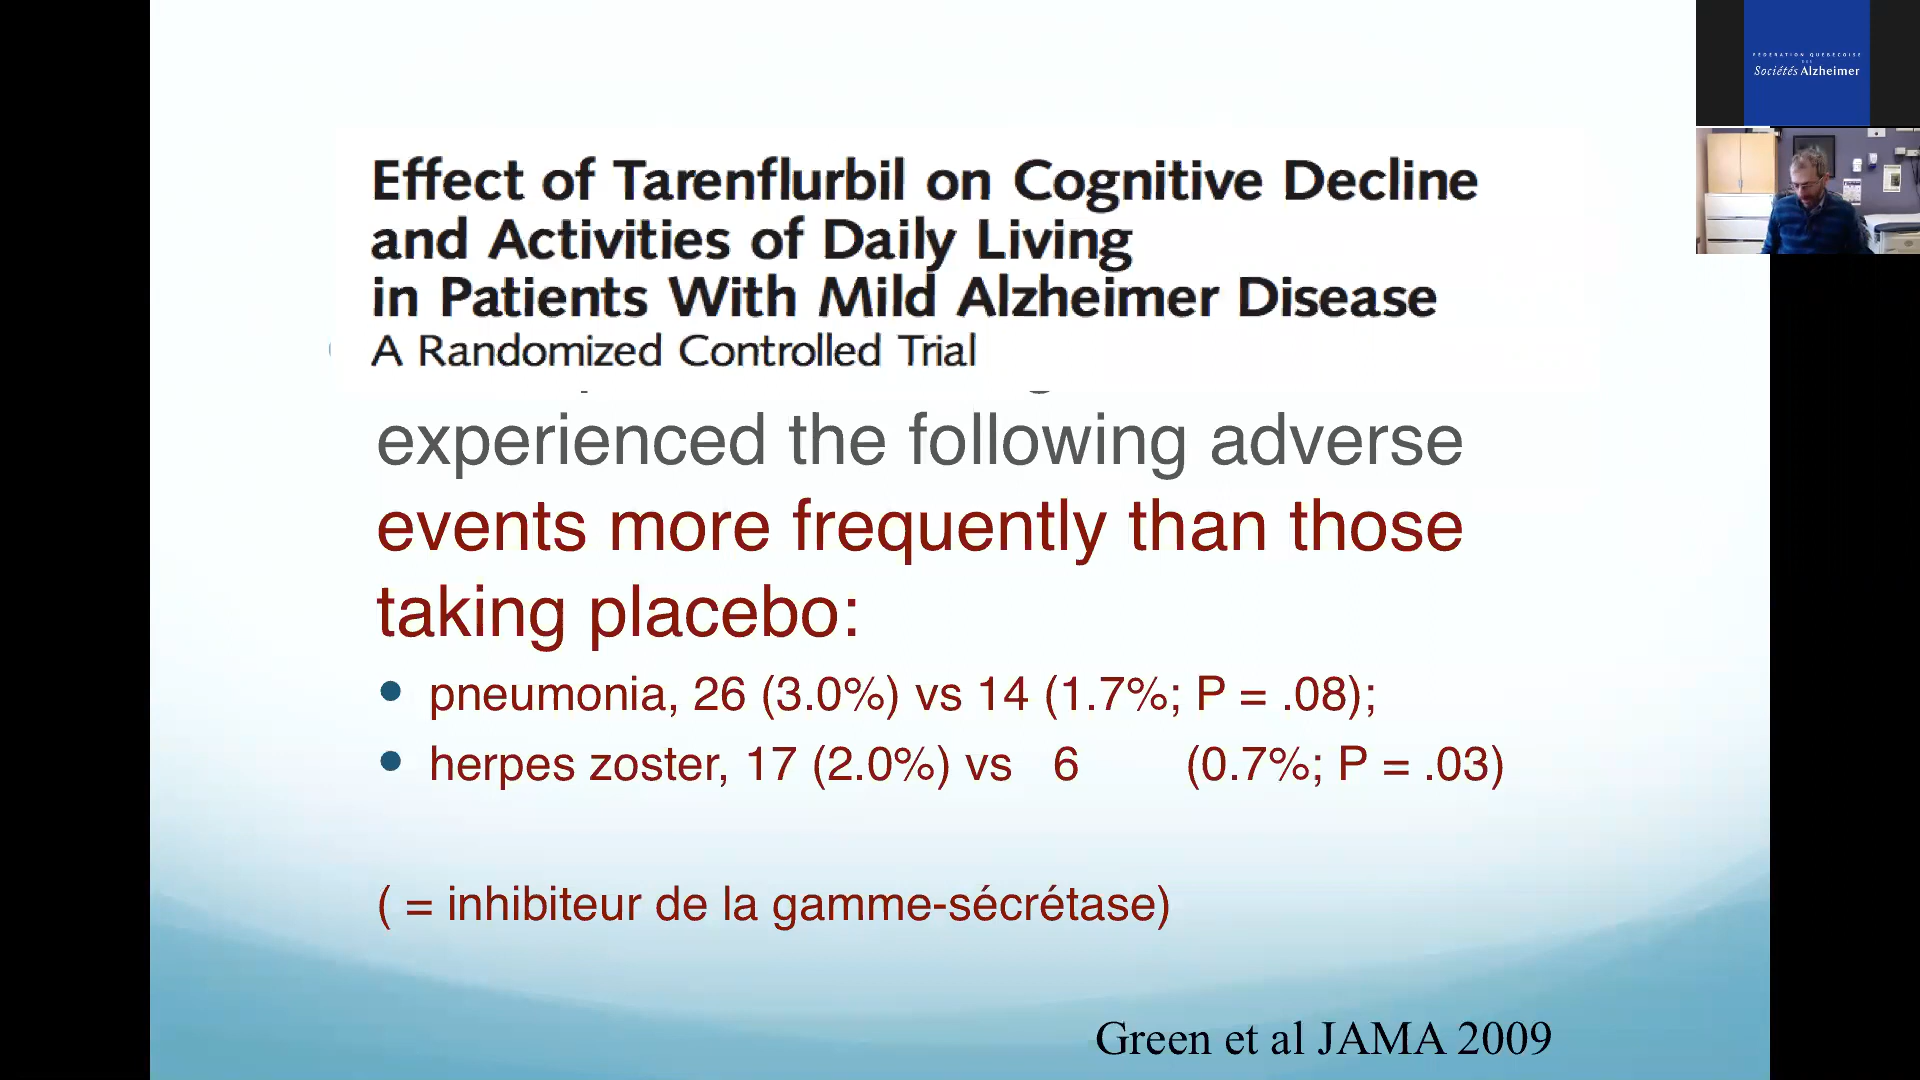 FÉDÉRATION QUÉBÉCOISE
DES
Sociétés Alzheimer
Effect of Tarenflurbil on Cognitive Decline
and Activities of Daily Living
in Patients With Mild Alzheimer Disease
A Randomized Controlled Trial
experienced the following adverse
events more frequently than those
taking placebo:
• pneumonia, 26 (3.0%) vs 14 (1.7%; P = .08);
• herpes zoster, 17 (2.0%) vs 6 (0.7%; P = .03)
( = inhibiteur de la gamme-sécrétase)
Green et al JAMA 2009